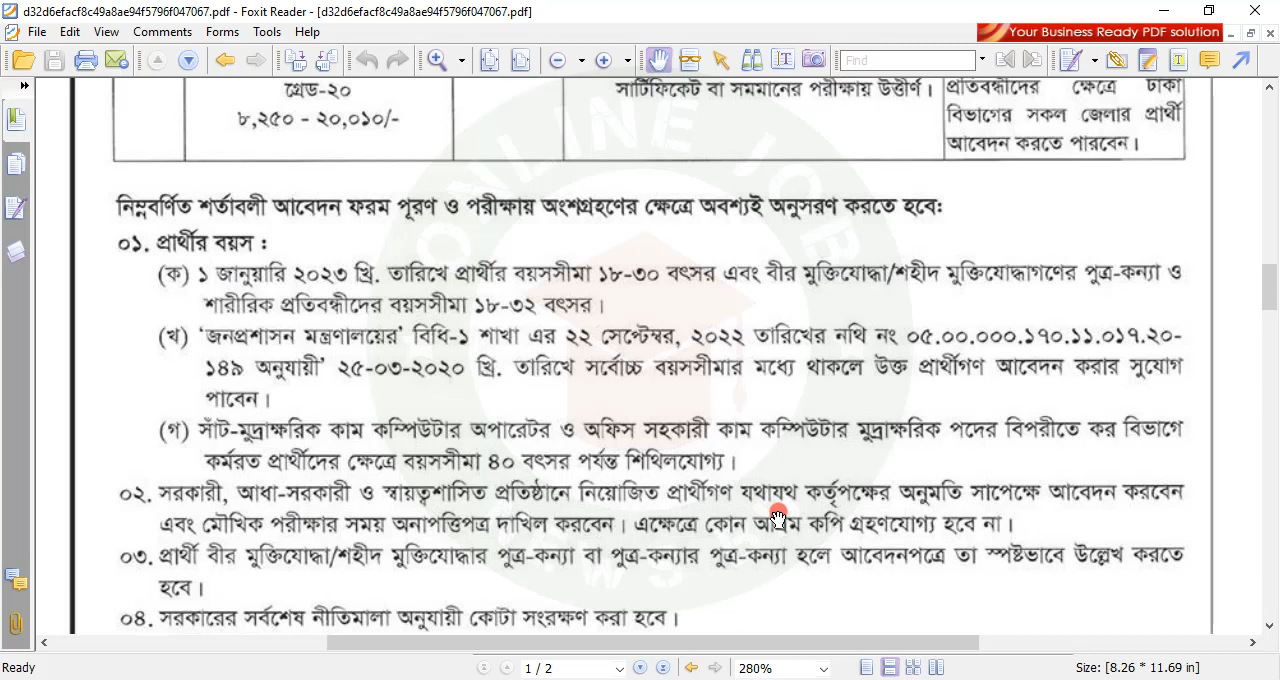 d32d6efacf8c49a8ae94f5796f047067.pdf - Foxit Reader - [d32d6efacf8c49a8ae94f5796f047067.pdf]
File Edit View Comments Forms Tools Help
Your Business Ready PDF solution
Find
গ্রেড-২০
৮,২৫০ - ২০,০১০/-
সার্টিফিকেট বা সমমানের পরীক্ষায় উত্তীর্ণ।
প্রতিবন্ধীদের ক্ষেত্রে ঢাকা
বিভাগের সকল জেলার প্রার্থী
আবেদন করতে পারবেন।
নিম্নবর্ণিত শর্তাবলী আবেদন ফরম পূরণ ও পরীক্ষায় অংশগ্রহণের ক্ষেত্রে অবশ্যই অনুসরণ করতে হবেঃ
০১. প্রার্থীর বয়স :
(ক) ১ জানুয়ারি ২০২৩ খ্রি. তারিখে প্রার্থীর বয়সসীমা ১৮-৩০ বৎসর এবং বীর মুক্তিযোদ্ধা/শহীদ মুক্তিযোদ্ধাগণের পুত্র-কন্যা ও
শারীরিক প্রতিবন্ধীদের বয়সসীমা ১৮-৩২ বৎসর।
(খ) ‘জনপ্রশাসন মন্ত্রণালয়ের’ বিধি-১ শাখা এর ২২ সেপ্টেম্বর, ২০২২ তারিখের নথি নং ০৫.০০.০০০.১৭০.১১.০১৭.২০-
১৪৯ অনুযায়ী’ ২৫-০৩-২০২০ খ্রি. তারিখে সর্বোচ্চ বয়সসীমার মধ্যে থাকলে উক্ত প্রার্থীগণ আবেদন করার সুযোগ
পাবেন।
(গ) সাঁট-মুদ্রাক্ষরিক কাম কম্পিউটার অপারেটর ও অফিস সহকারী কাম কম্পিউটার মুদ্রাক্ষরিক পদের বিপরীতে কর বিভাগে
কর্মরত প্রার্থীদের ক্ষেত্রে বয়সসীমা ৪০ বৎসর পর্যন্ত শিথিলযোগ্য।
০২. সরকারী, আধা-সরকারী ও স্বায়ত্বশাসিত প্রতিষ্ঠানে নিয়োজিত প্রার্থীগণ যথাযথ কর্তৃপক্ষের অনুমতি সাপেক্ষে আবেদন করবেন
এবং মৌখিক পরীক্ষার সময় অনাপত্তিপত্র দাখিল করবেন। এক্ষেত্রে কোন কপি গ্রহণযোগ্য হবে না।
০৩. প্রার্থী বীর মুক্তিযোদ্ধা/শহীদ মুক্তিযোদ্ধার পুত্র-কন্যা বা পুত্র-কন্যার পুত্র-কন্যা হলে আবেদনপত্রে তা স্পষ্টভাবে উল্লেখ করতে
হবে।
০৪. সরকারের সর্বশেষ নীতিমালা অনুযায়ী কোটা সংরক্ষণ করা হবে।
ONLINE JOB
NEWS
Ready
1 / 2
280%
Size: [8.26 * 11.69 in]